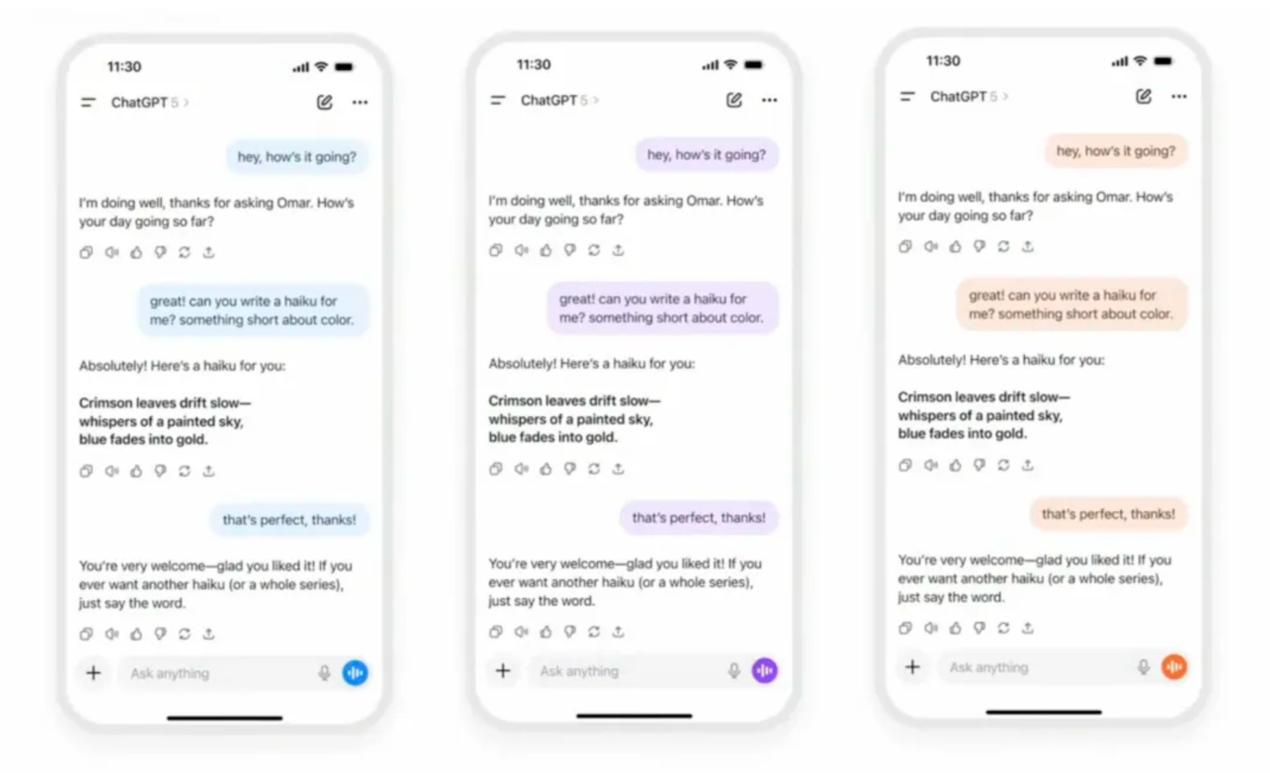 11:30
ChatGPT 5 >
hey, how's it going?
I'm doing well, thanks for asking Omar. How's
your day going so far?
great! can you write a haiku for
me? something short about color.
Absolutely! Here's a haiku for you:
Crimson leaves drift slow—
whispers of a painted sky,
blue fades into gold.
that's perfect, thanks!
You're very welcome—glad you liked it! If you
ever want another haiku (or a whole series),
just say the word.
Ask anything
11:30
ChatGPT 5 >
hey, how's it going?
I'm doing well, thanks for asking Omar. How's
your day going so far?
great! can you write a haiku for
me? something short about color.
Absolutely! Here's a haiku for you:
Crimson leaves drift slow—
whispers of a painted sky,
blue fades into gold.
that's perfect, thanks!
You're very welcome—glad you liked it! If you
ever want another haiku (or a whole series),
just say the word.
Ask anything
11:30
ChatGPT 5 >
hey, how's it going?
I'm doing well, thanks for asking Omar. How's
your day going so far?
great! can you write a haiku for
me? something short about color.
Absolutely! Here's a haiku for you:
Crimson leaves drift slow—
whispers of a painted sky,
blue fades into gold.
that's perfect, thanks!
You're very welcome—glad you liked it! If you
ever want another haiku (or a whole series),
just say the word.
Ask anything